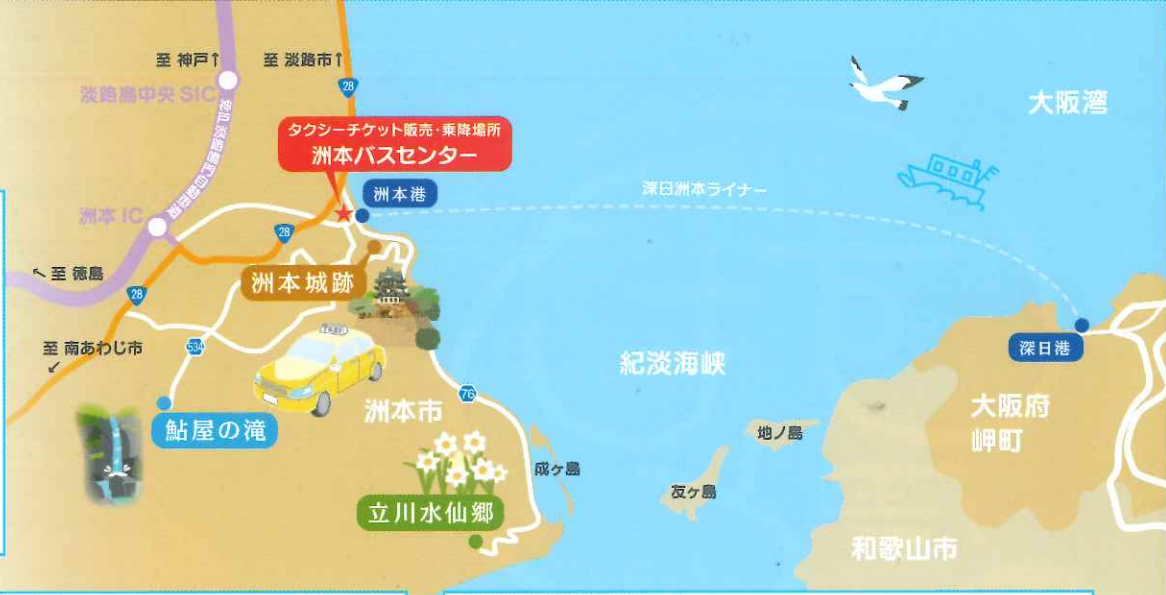 至 神戸↑
至 淡路市↑
淡路島中央 SIC
28
神戸淡路鳴門自動車道
タクシーチケット販売・乗降場所
洲本バスセンター
大阪湾
洲本港
深日洲本ライナー
洲本 IC
28
↖至 徳島
洲本城跡
28
TAXI
534
至 南あわじ市
↙
紀淡海峡
深日港
76
洲本市
大阪府
岬町
鮎屋の滝
地ノ島
成ヶ島
友ヶ島
立川水仙郷
和歌山市